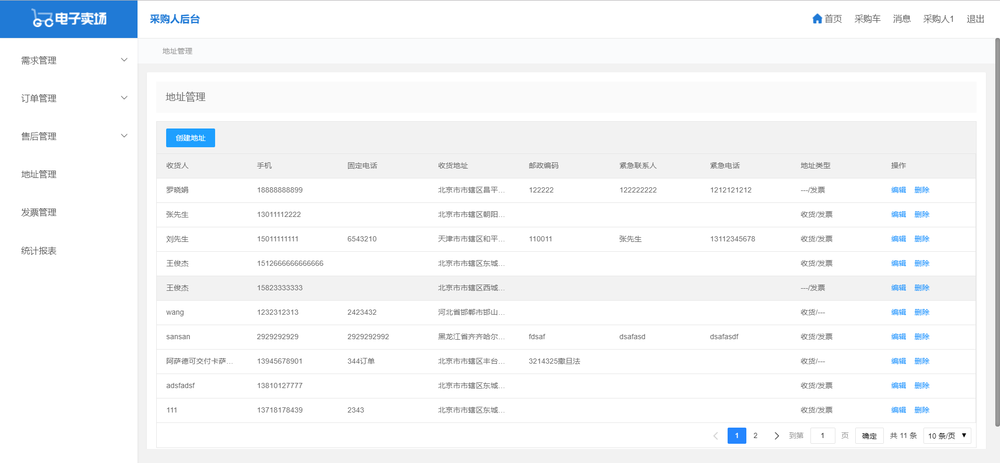 电子卖场
采购人后台
首页 采购车 消息 采购人1 退出
需求管理
订单管理
售后管理
地址管理
发票管理
统计报表
地址管理
地址管理
创建地址
收货人 手机 固定电话 收货地址 邮政编码 紧急联系人 紧急电话 地址类型 操作
罗晓娟 18888888899 北京市市辖区昌平... 122222 122222222 1212121212 ---/发票 编辑 删除
张先生 13011112222 北京市市辖区朝阳... 收货/发票 编辑 删除
刘先生 15011111111 6543210 天津市市辖区和平... 110011 张先生 13112345678 收货/发票 编辑 删除
王俊杰 1512666666666666 北京市市辖区东城... 收货/发票 编辑 删除
王俊杰 15823333333 北京市市辖区西城... ---/发票 编辑 删除
wang 1232312313 2423432 河北省邯郸市邯山... 收货/--- 编辑 删除
sansan 2929292929 2929292992 黑龙江省齐齐哈尔... fdsaf dsafasd dsafasdf 收货/发票 编辑 删除
阿萨德可交付卡萨... 13945678901 344订单 北京市市辖区丰台... 3214325撒旦法 收货/--- 编辑 删除
adsfadsf 13810127777 北京市市辖区东城... 收货/发票 编辑 删除
111 13718178439 2343 北京市市辖区东城... 收货/发票 编辑 删除
1 2 到第 1 页 确定 共 11 条 10 条/页